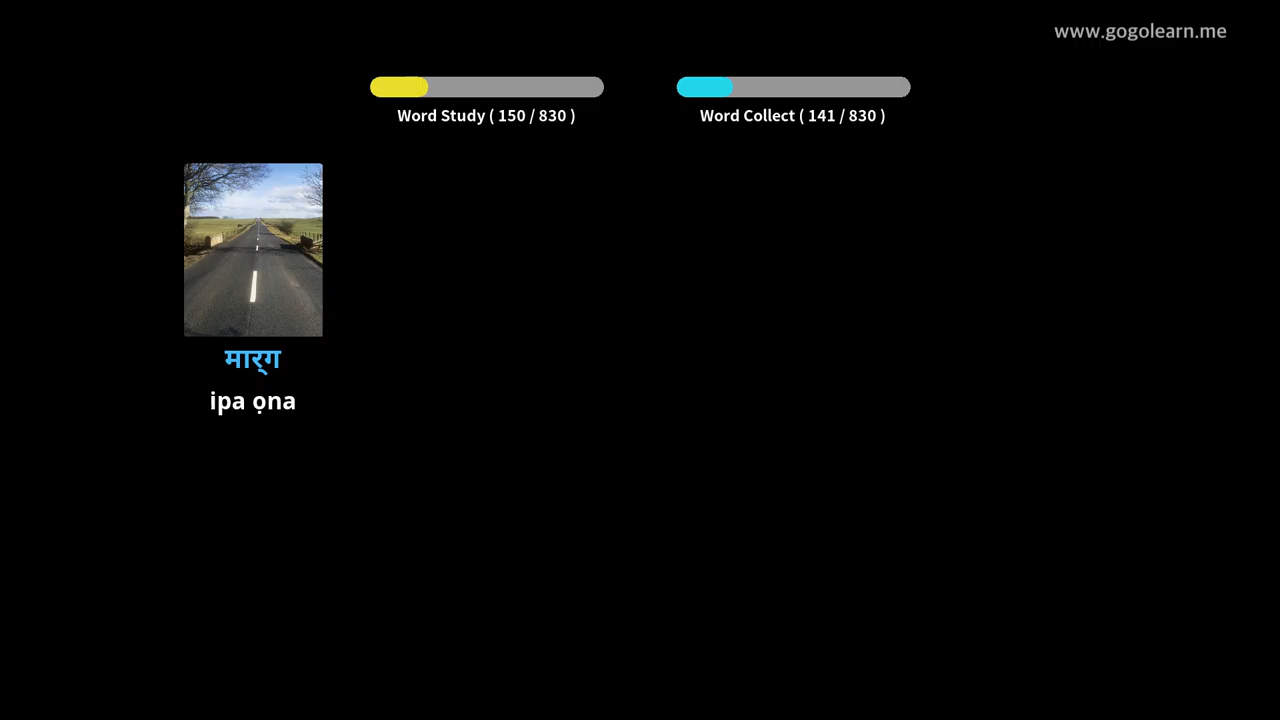 www.gogolearn.me
Word Study ( 150 / 830 )
Word Collect ( 141 / 830 )
मार्‌ग
ipa ọna